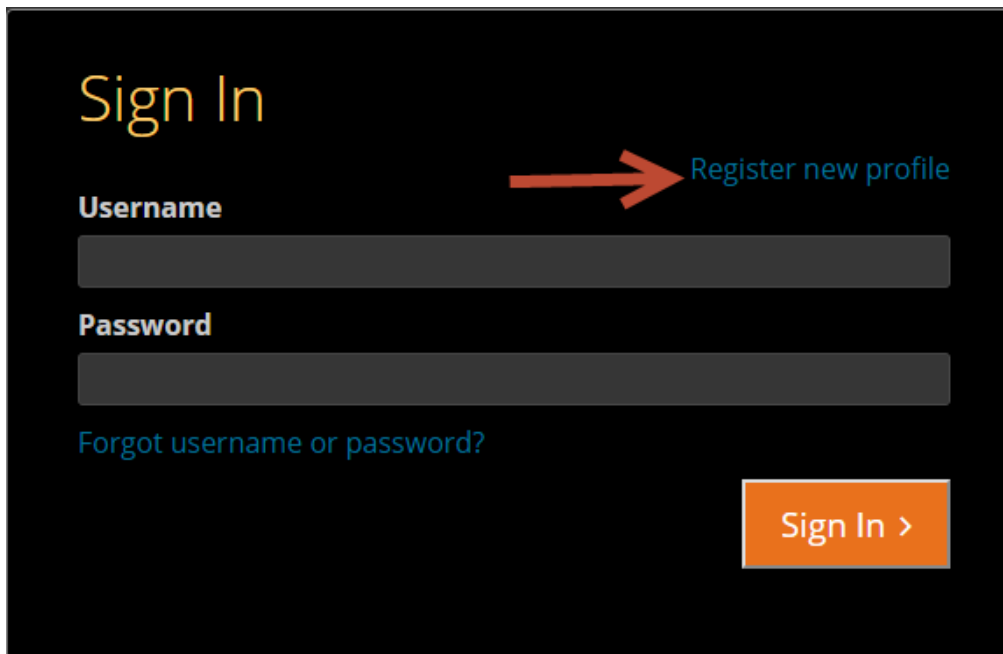 Sign In
Register new profile
Username
Password
Forgot username or password?
Sign In >